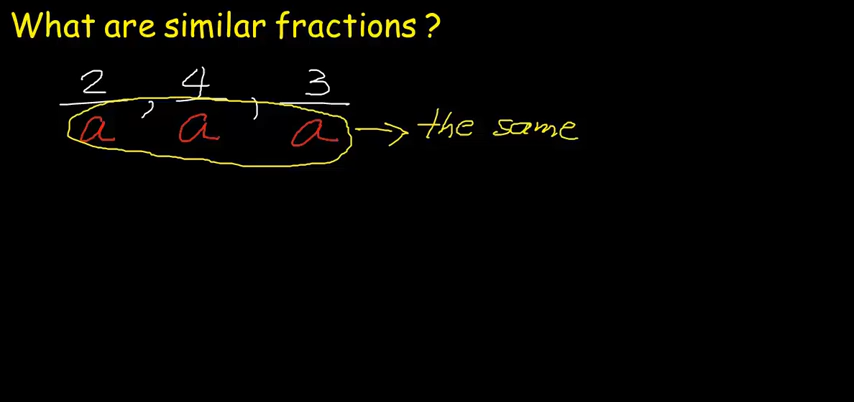 What are similar fractions ?
2/a , 4/a , 3/a → the same